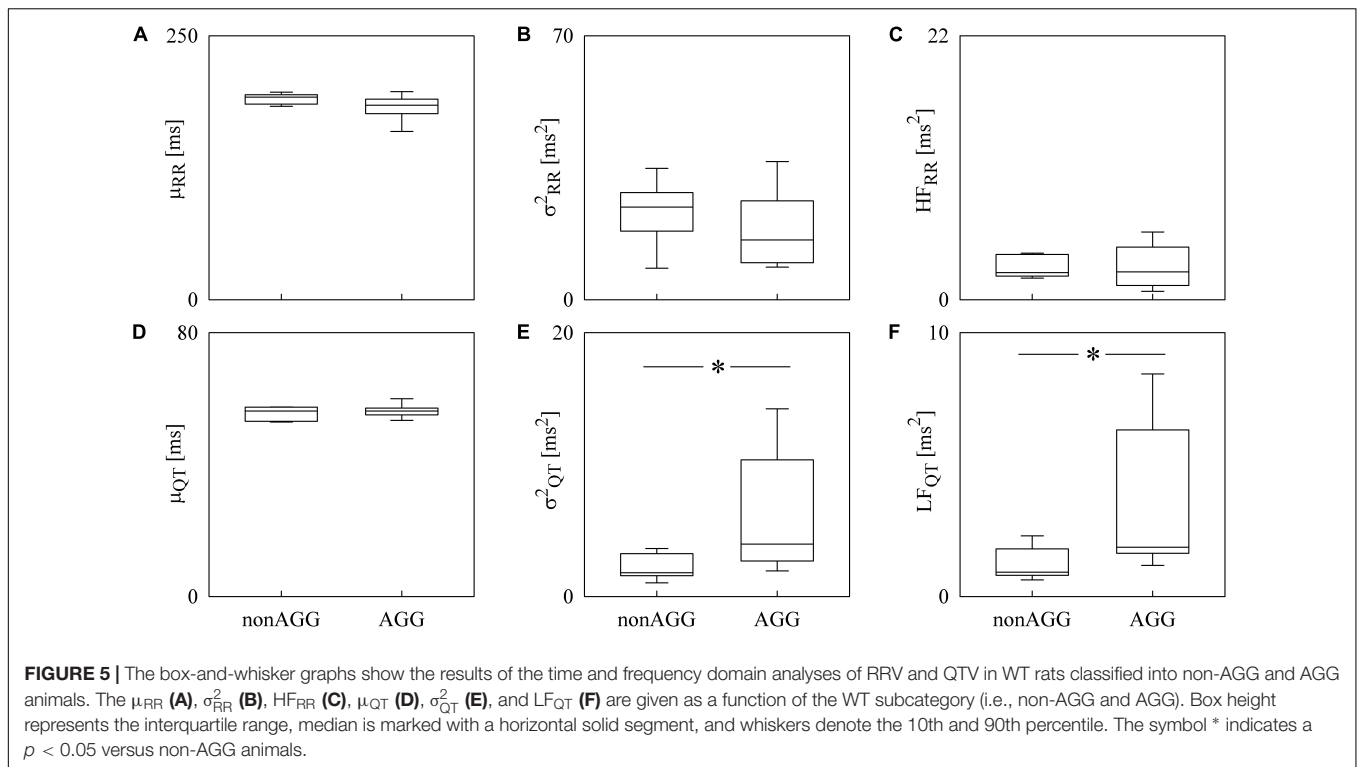 A B C
250 70 22
μRR [ms] σ²RR [ms²] HFRR [ms²]
0 0 0
D E F
80 20 10
* *
μQT [ms] σ²QT [ms²] LFQT [ms²]
0 0 0
nonAGG AGG nonAGG AGG nonAGG AGG
FIGURE 5 | The box-and-whisker graphs show the results of the time and frequency domain analyses of RRV and QTV in WT rats classified into non-AGG and AGG
animals. The μRR (A), σ²RR (B), HFRR (C), μQT (D), σ²QT (E), and LFQT (F) are given as a function of the WT subcategory (i.e., non-AGG and AGG). Box height
represents the interquartile range, median is marked with a horizontal solid segment, and whiskers denote the 10th and 90th percentile. The symbol * indicates a
p < 0.05 versus non-AGG animals.